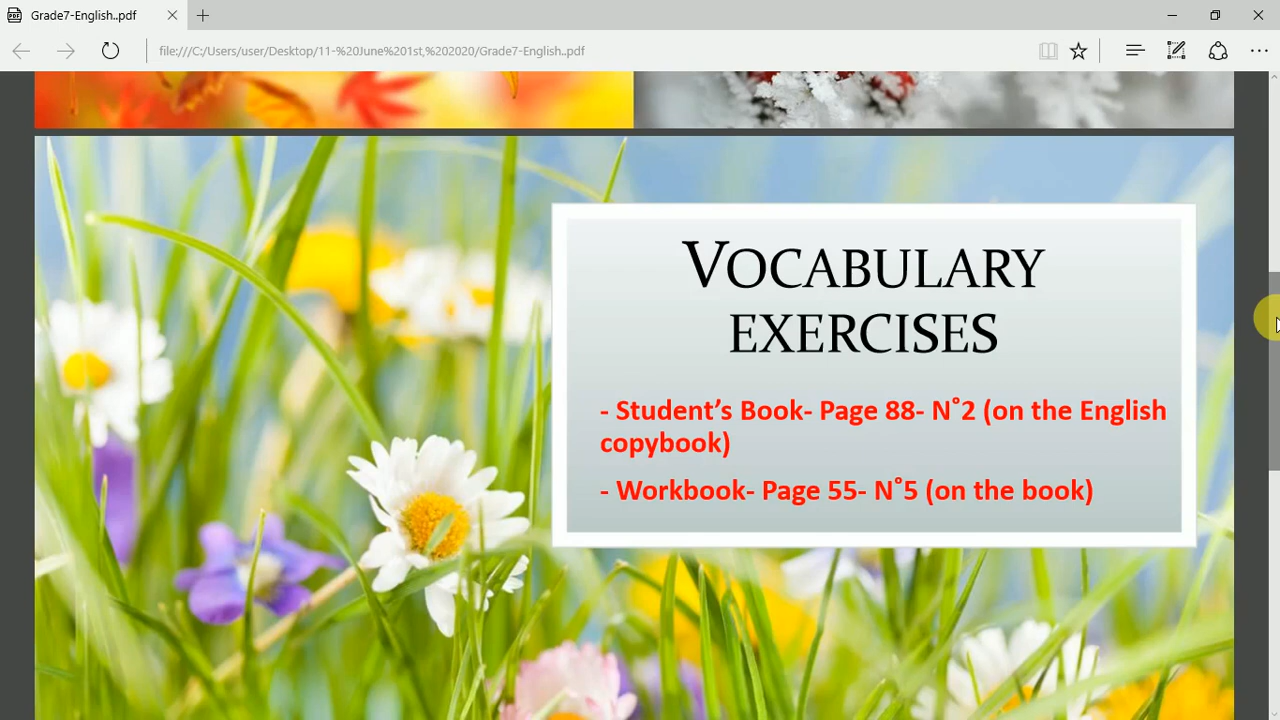 Grade7-English..pdf
file:///C:/Users/user/Desktop/11-%20June%201st,%202020/Grade7-English..pdf
VOCABULARY
EXERCISES
- Student’s Book- Page 88- N°2 (on the English
copybook)
- Workbook- Page 55- N°5 (on the book)